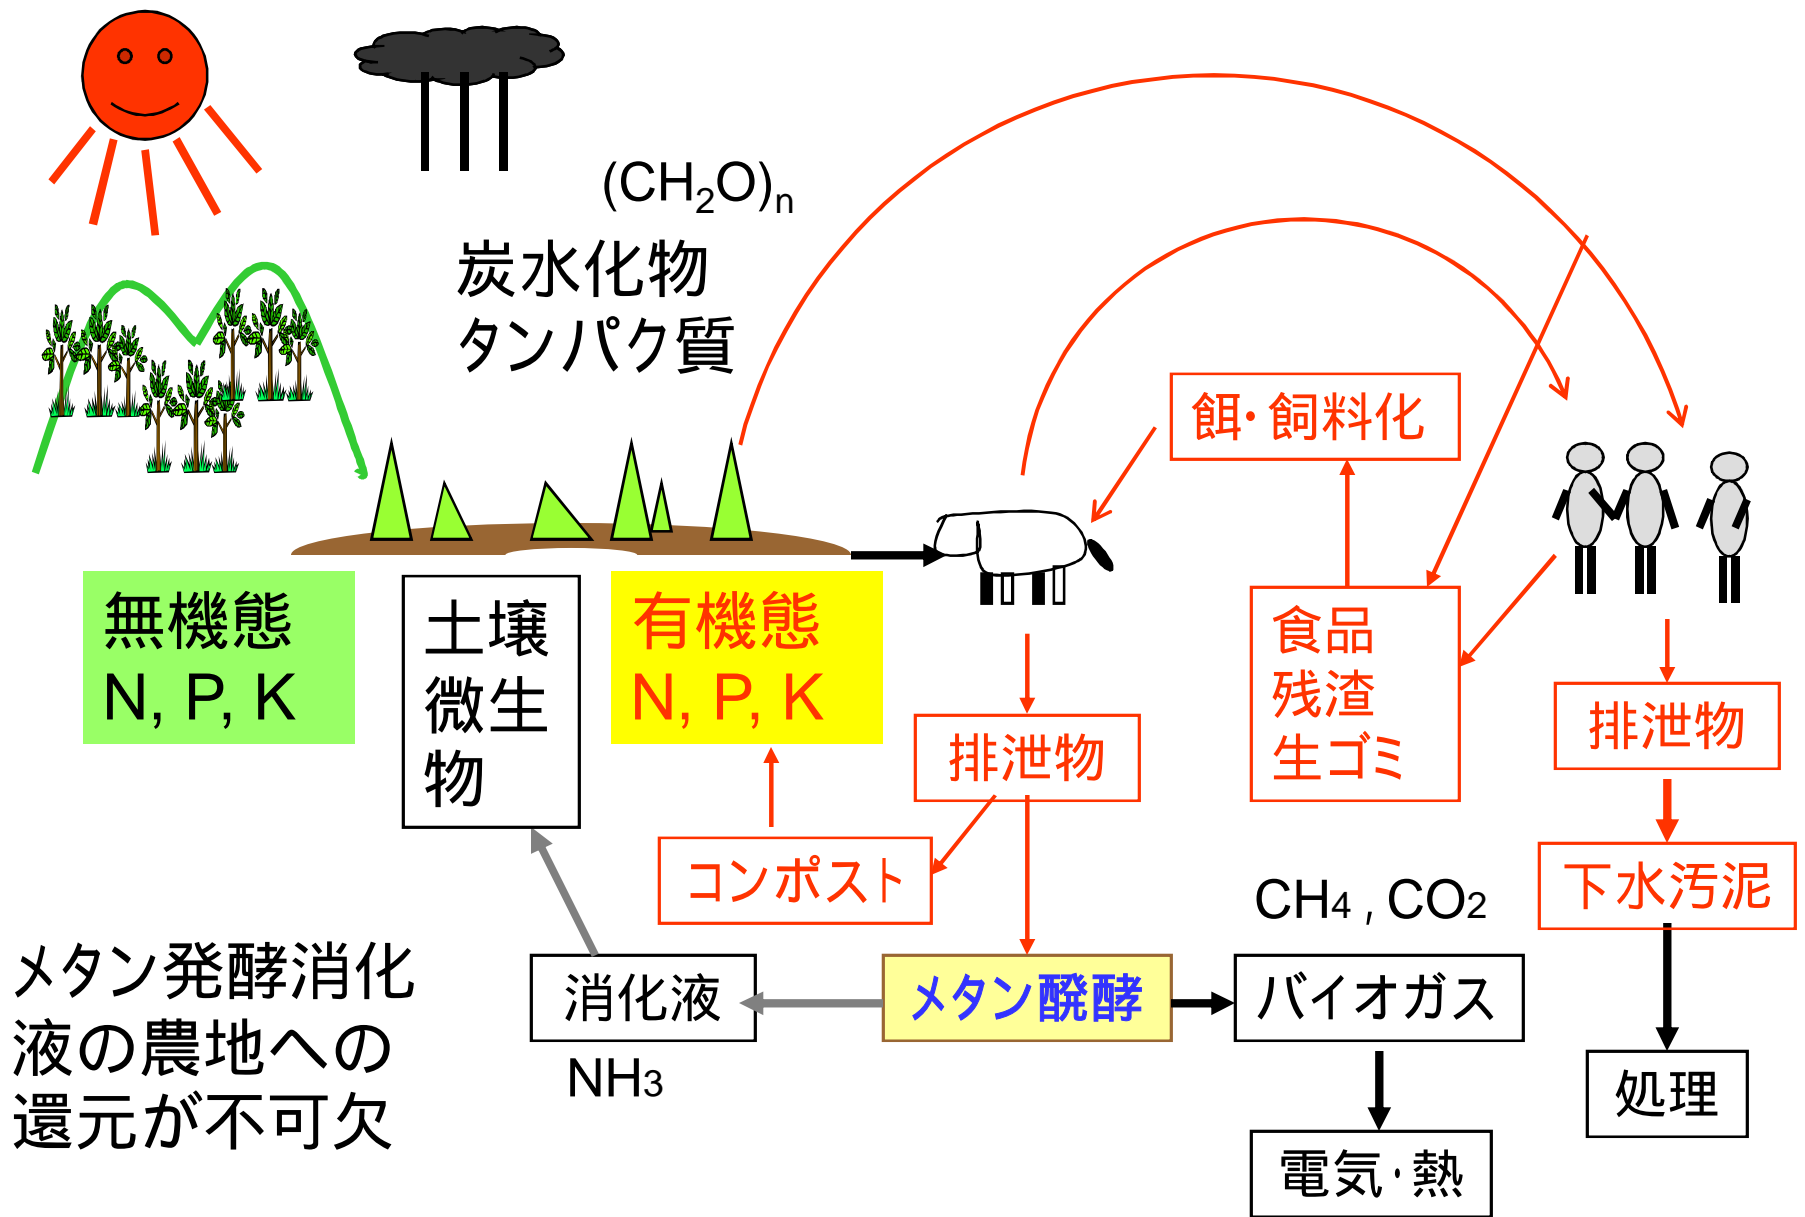 (CH₂O)ₙ
炭水化物
タンパク質
餌・飼料化
無機態
N, P, K
土壌
微生
物
有機態
N, P, K
食品
残渣
生ゴミ
排泄物
排泄物
コンポスト
下水汚泥
CH4 , CO2
メタン発酵消化
液の農地への
還元が不可欠
消化液
メタン醗酵
バイオガス
NH3
処理
電気・熱